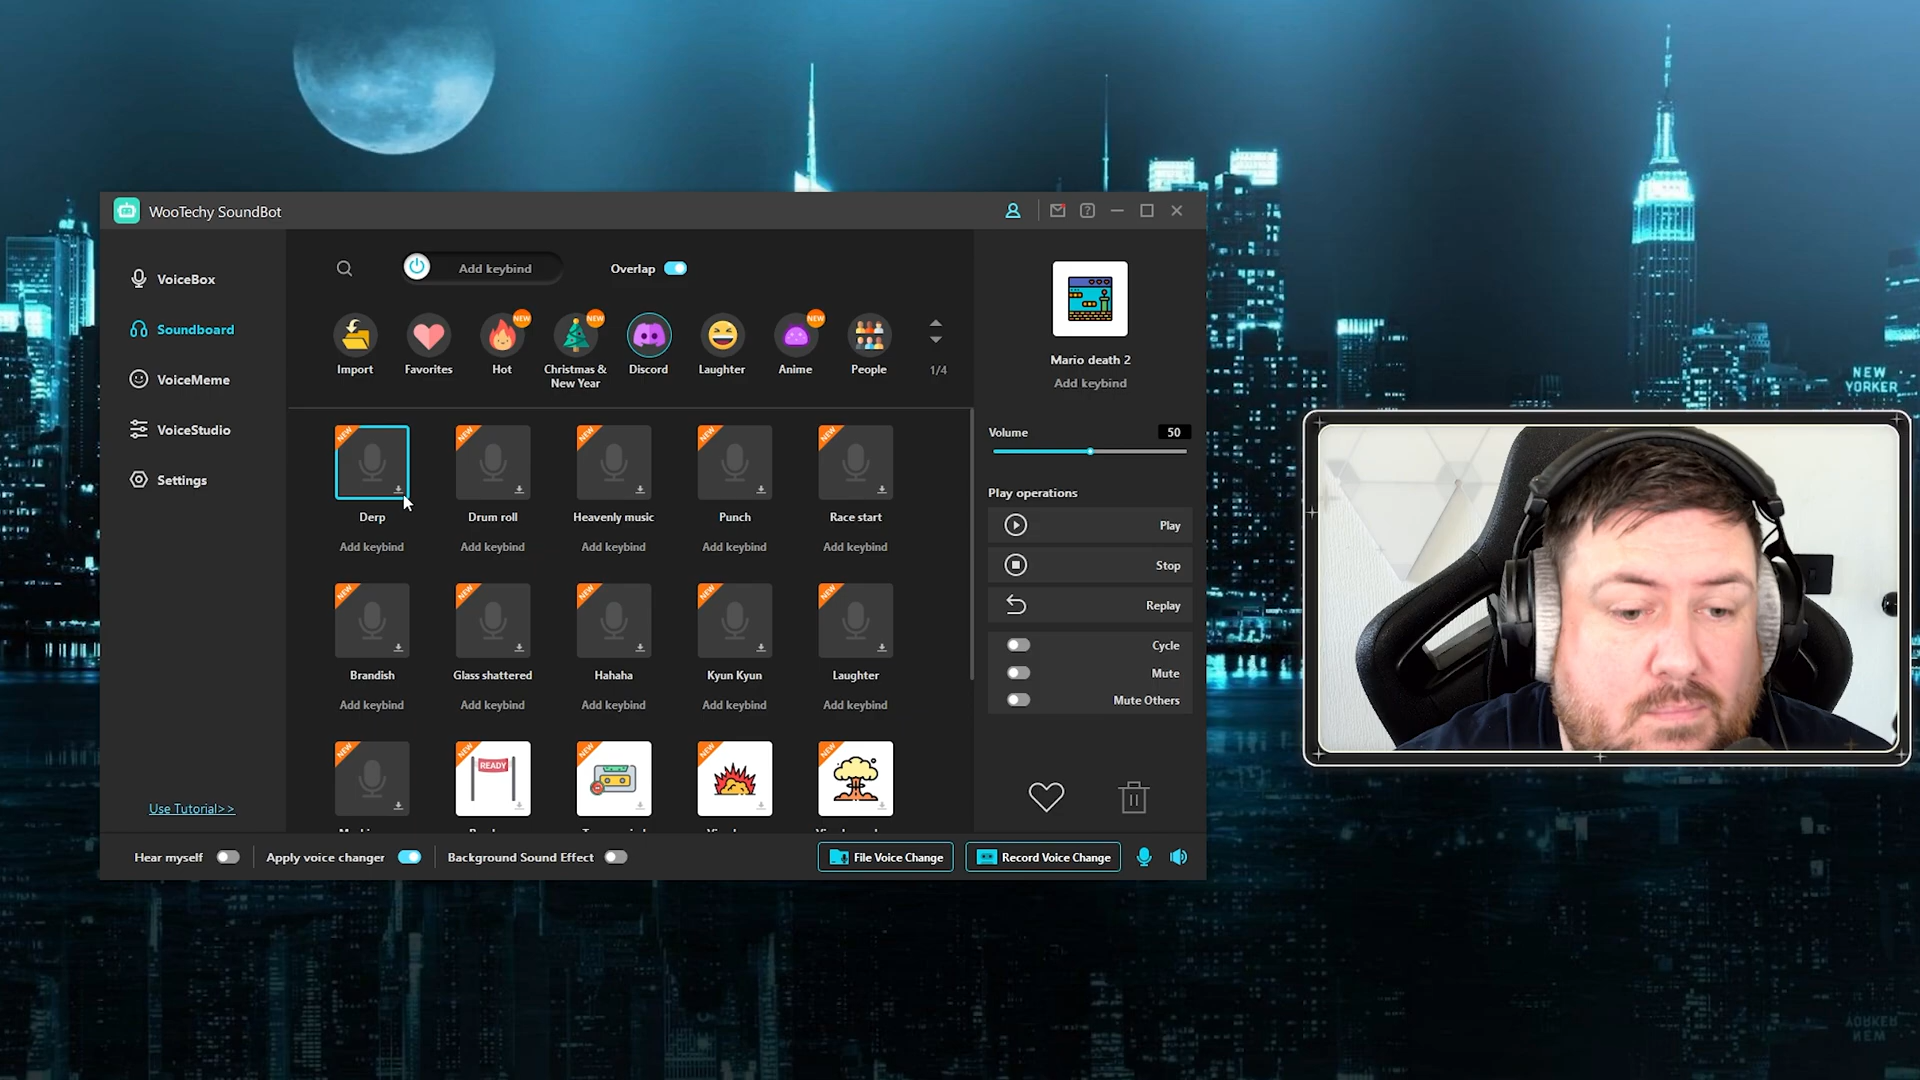 WooTechy SoundBot
VoiceBox
Soundboard
VoiceMeme
VoiceStudio
Settings
Use Tutorial>>
Add keybind
Overlap
NEW
NEW
NEW
Import
Favorites
Hot
Christmas &
New Year
Discord
Laughter
Anime
People
1/4
NEW
NEW
NEW
NEW
NEW
Derp
Drum roll
Heavenly music
Punch
Race start
Add keybind
Add keybind
Add keybind
Add keybind
Add keybind
NEW
NEW
NEW
NEW
NEW
Brandish
Glass shattered
Hahaha
Kyun Kyun
Laughter
Add keybind
Add keybind
Add keybind
Add keybind
Add keybind
NEW
NEW
NEW
NEW
NEW
READY
Mario death 2
Add keybind
Volume
50
Play operations
Play
Stop
Replay
Cycle
Mute
Mute Others
Hear myself
Apply voice changer
Background Sound Effect
File Voice Change
Record Voice Change
NEW
YORKER